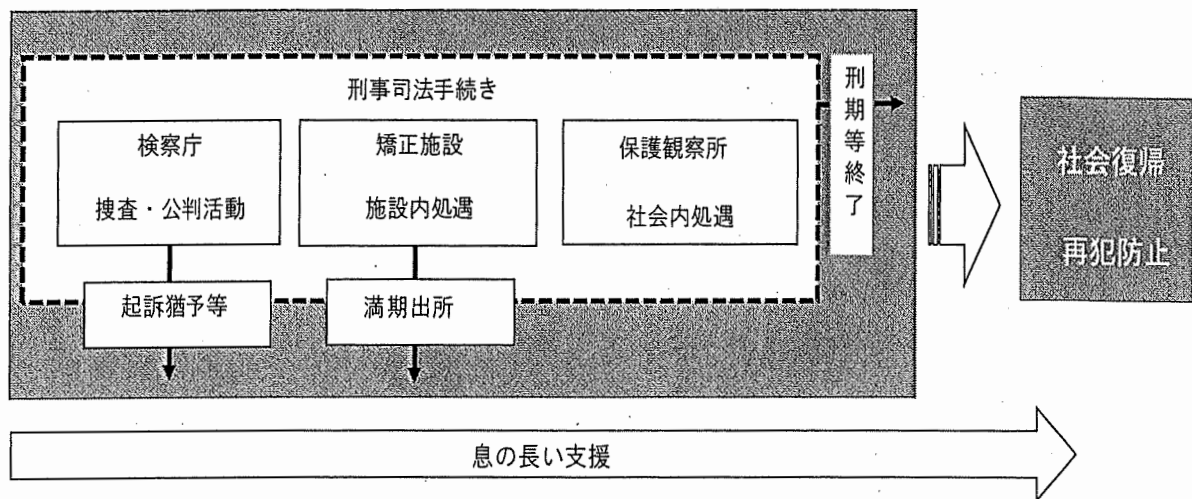 刑事司法手続き
検察庁
捜査・公判活動
矯正施設
施設内処遇
保護観察所
社会内処遇
刑期等終了
起訴猶予等
満期出所
社会復帰
再犯防止
息の長い支援